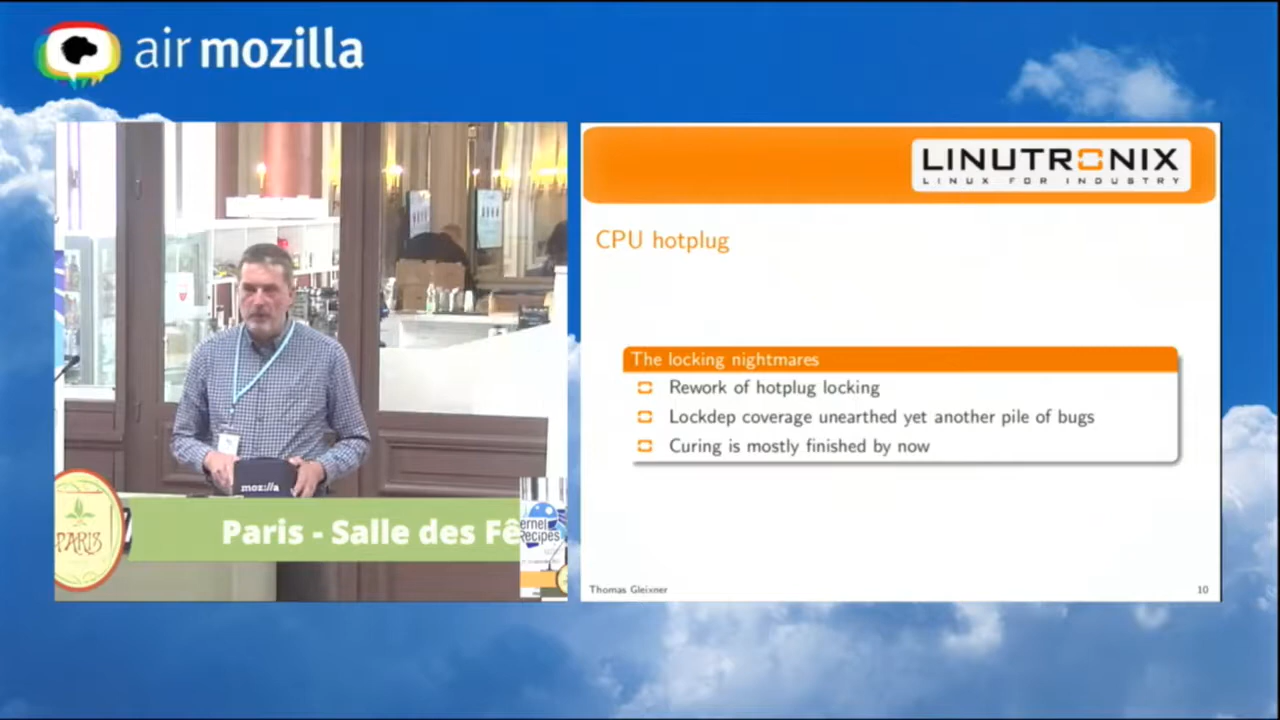 air mozilla
LINUTRONIX
LINUX FOR INDUSTRY
CPU hotplug
The locking nightmares
Rework of hotplug locking
Lockdep coverage unearthed yet another pile of bugs
Curing is mostly finished by now
moz://a
Paris - Salle des Fê
ernel
Recipes
PARIS
Thomas Gleixner
10